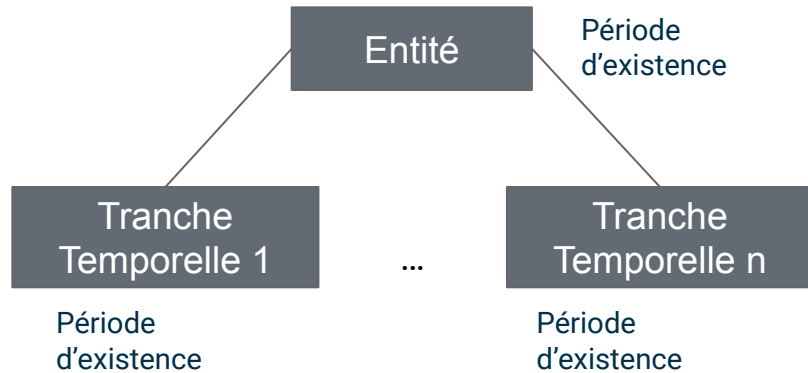 Entité
Période
d’existence
Tranche
Temporelle 1
...
Tranche
Temporelle n
Période
d’existence
Période
d’existence